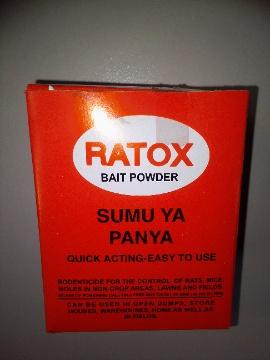 RATOX
BAIT POWDER
SUMU YA
PANYA
QUICK ACTING-EASY TO USE
RODENTICIDE FOR THE CONTROL OF RATS, MICE
MOLES IN NON CROP AREAS, LAWNS AND FIELDS
CAN BE USED IN OPEN DUMPS, STORE
HOUSES, WAREHOUSES, HOME AS WELL AS
IN FIELDS.